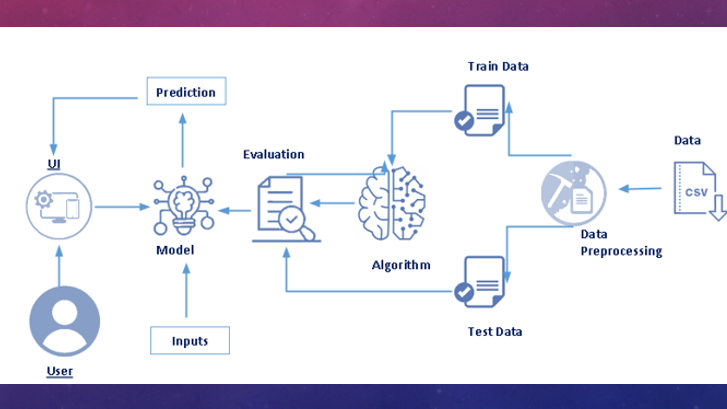 Train Data
Prediction
Data
Evaluation
UI
CSV
Data
Preprocessing
Model
Algorithm
Test Data
Inputs
User